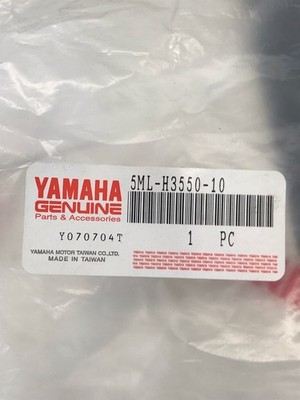 YAMAHA
GENUINE
Parts & Accessories
5ML-H3550-10
Y070704T
1 PC
YAMAHA MOTOR TAIWAN CO.,LTD.
MADE IN TAIWAN